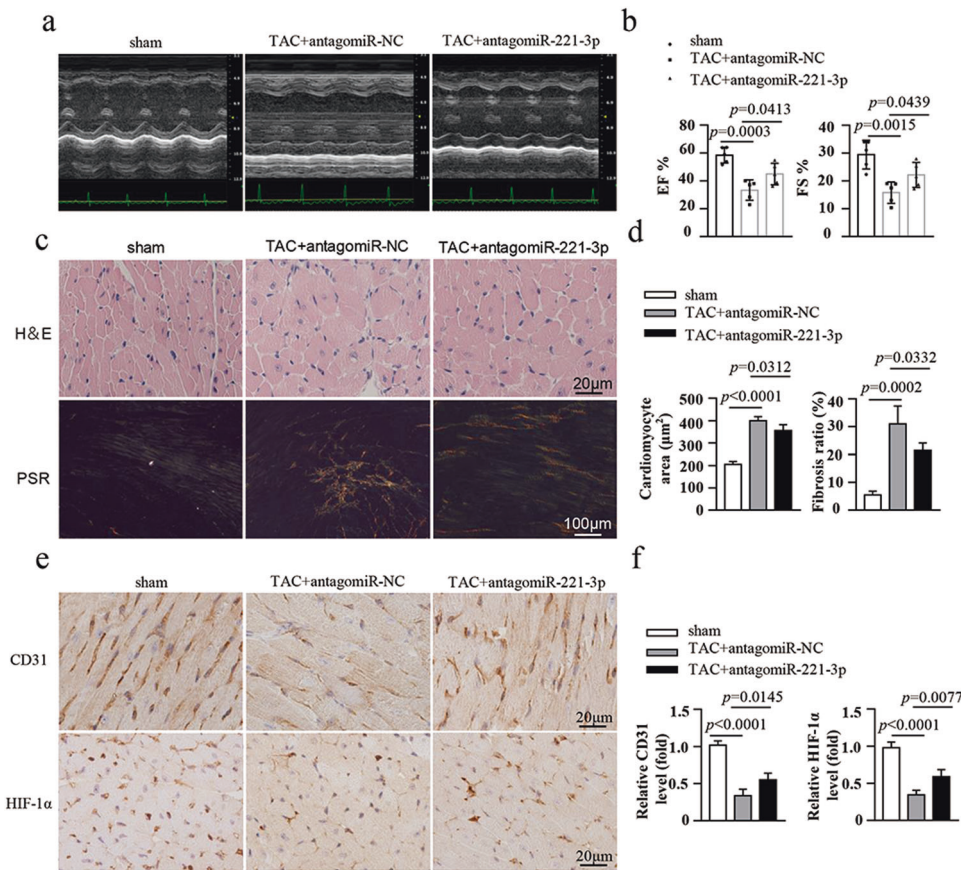 a
sham
TAC+antagomiR-NC
TAC+antagomiR-221-3p
b
sham
TAC+antagomiR-NC
TAC+antagomiR-221-3p
p=0.0413
p=0.0003
EF %
80
60
40
20
0
p=0.0439
p=0.0015
FS %
40
30
20
10
0
c
sham
TAC+antagomiR-NC
TAC+antagomiR-221-3p
H&E
20μm
PSR
100μm
d
sham
TAC+antagomiR-NC
TAC+antagomiR-221-3p
p=0.0312
p<0.0001
Cardiomyocyte
area (μm²)
400
300
200
100
0
p=0.0332
p=0.0002
Fibrosis ratio (%)
40
30
20
10
0
e
sham
TAC+antagomiR-NC
TAC+antagomiR-221-3p
CD31
20μm
HIF-1α
20μm
f
sham
TAC+antagomiR-NC
TAC+antagomiR-221-3p
p=0.0145
p<0.0001
Relative CD31
level (fold)
1.5
1.0
0.5
0
p=0.0077
p<0.0001
Relative HIF-1α
level (fold)
1.5
1.0
0.5
0